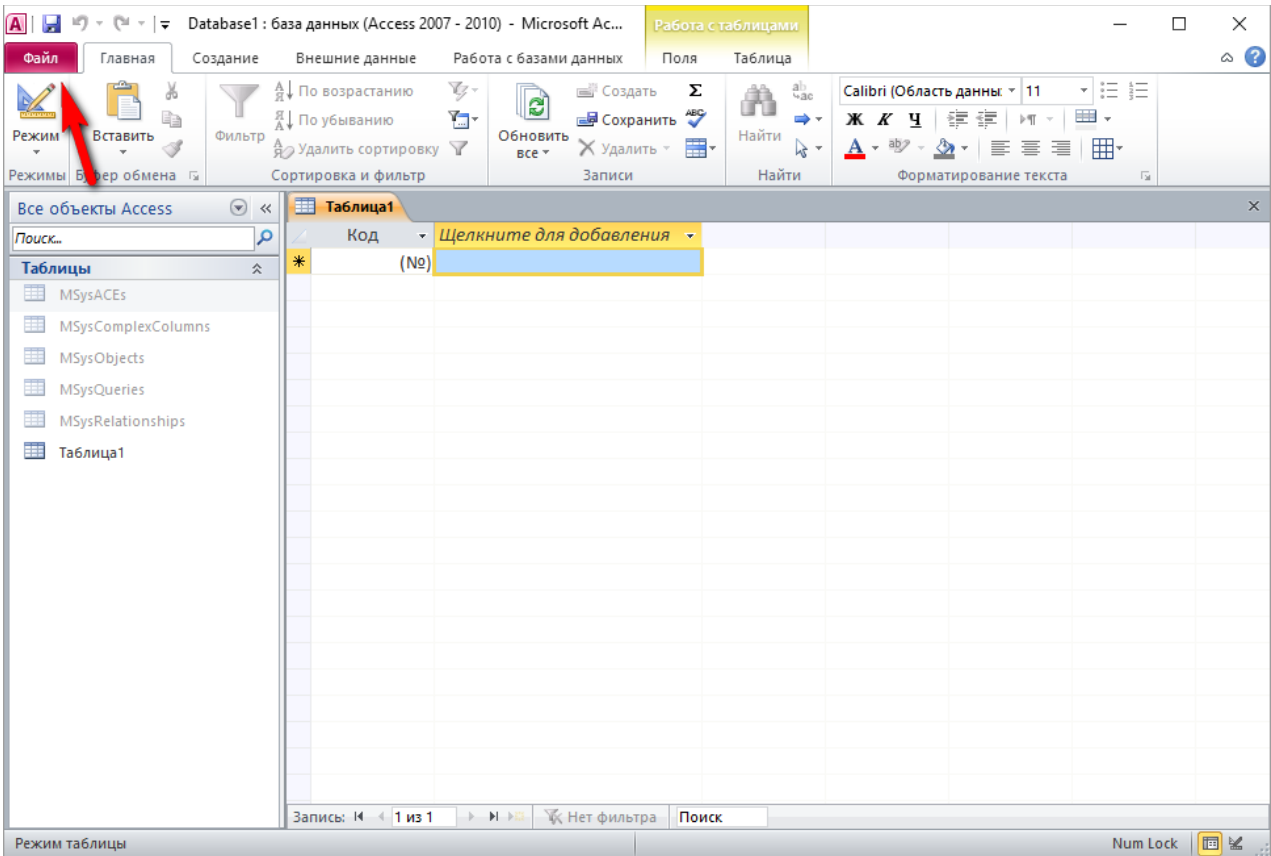 Database1 : база данных (Access 2007 - 2010) - Microsoft Ac...
Работа с таблицами
Файл Главная Создание Внешние данные Работа с базами данных Поля Таблица
По возрастанию Создать Σ Calibri (Область данны 11
Режим Вставить Фильтр По убыванию Обновить все Сохранить Найти Ж К Ч
Удалить сортировку Удалить
Режимы Буфер обмена Сортировка и фильтр Записи Найти Форматирование текста
Все объекты Access
Таблица1
Поиск...
Код Щелкните для добавления
(№)
Таблицы
MSysACEs
MSysComplexColumns
MSysObjects
MSysQueries
MSysRelationships
Таблица1
Запись: 1 из 1 Нет фильтра Поиск
Режим таблицы Num Lock